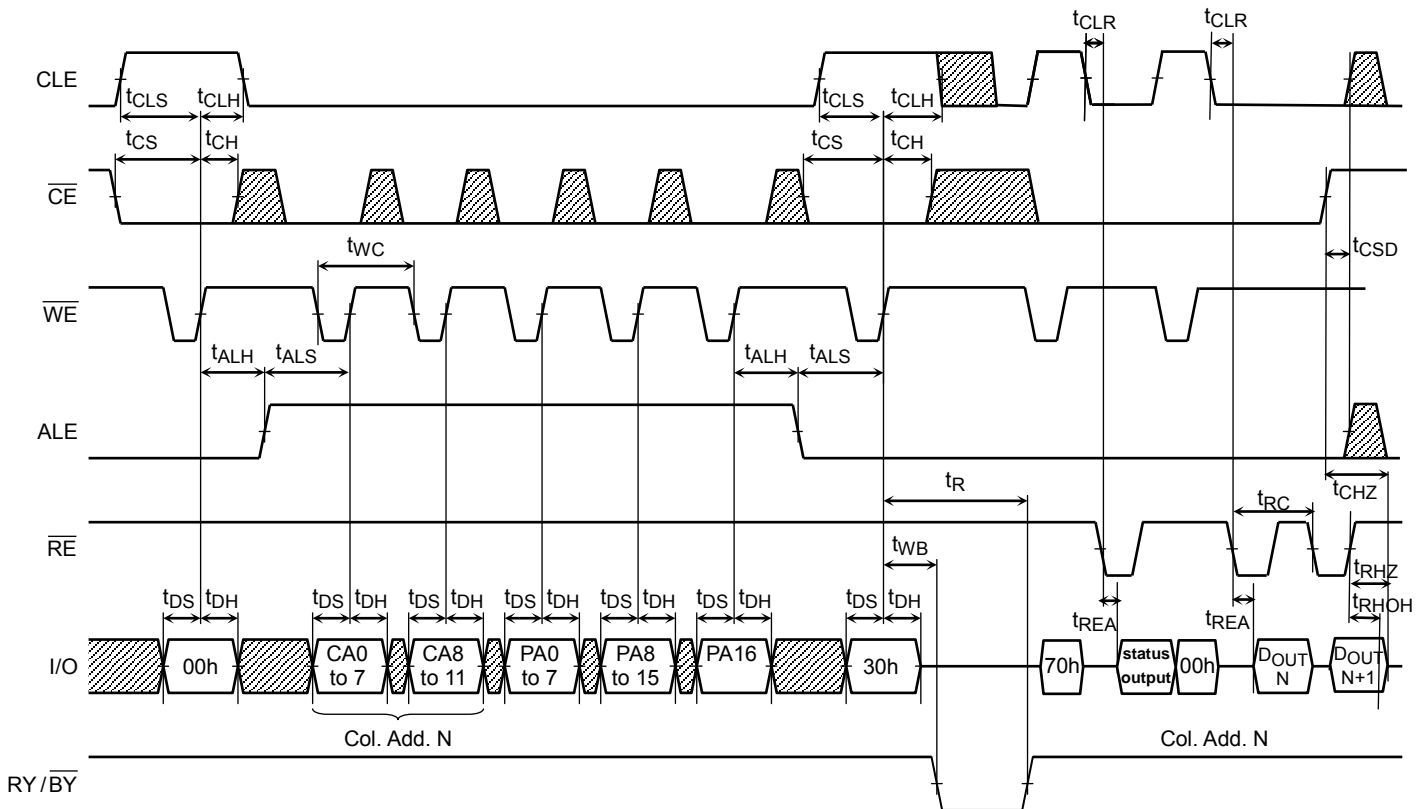 tCLR tCLR
CLE
tCLS tCLH tCLS tCLH
tCS tCH tCS tCH
CE
tWC tCSD
WE
tALH tALS tALH tALS
ALE
tR tCHZ
tRC
RE
tWB tRHZ
tDS tDH tDS tDH tDS tDH tDS tDH tDS tDH tDS tDH tDS tDH tRHOH
tREA tREA
I/O 00h CA0 to 7 CA8 to 11 PA0 to 7 PA8 to 15 PA16 30h 70h status output 00h DOUT N DOUT N+1
Col. Add. N Col. Add. N
RY/BY